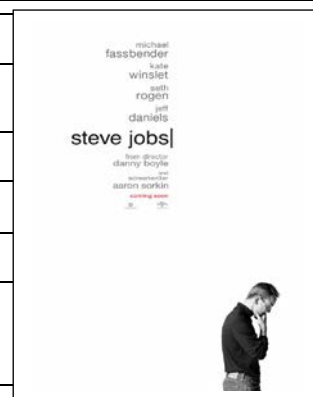 michael
fassbender
kate
winslet
seth
rogen
jeff
daniels
steve jobs|
from director
danny boyle
and
screenwriter
aaron sorkin
coming soon